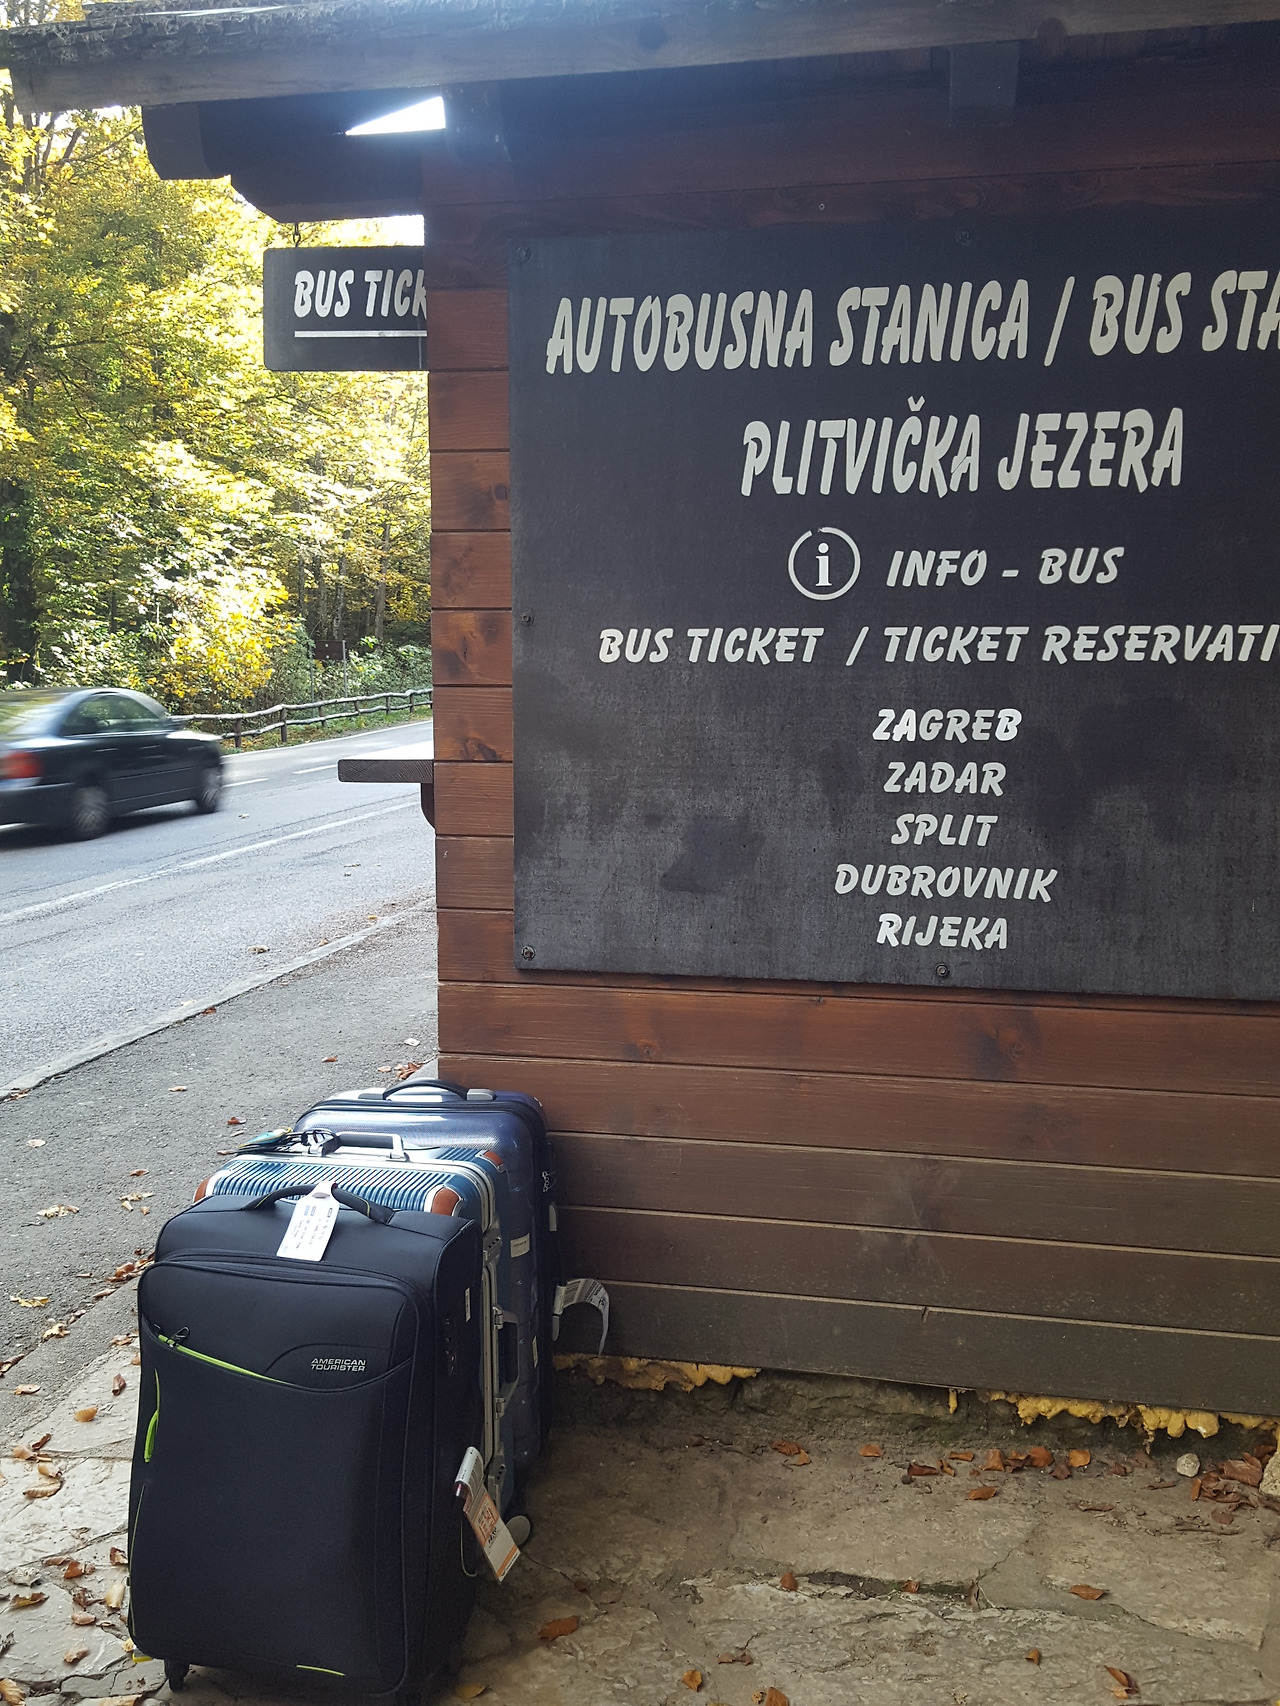 BUS TICK
AUTOBUSNA STANICA / BUS STA
PLITVIČKA JEZERA
i INFO - BUS
BUS TICKET / TICKET RESERVATI
ZAGREB
ZADAR
SPLIT
DUBROVNIK
RIJEKA
AMERICAN
TOURISTER